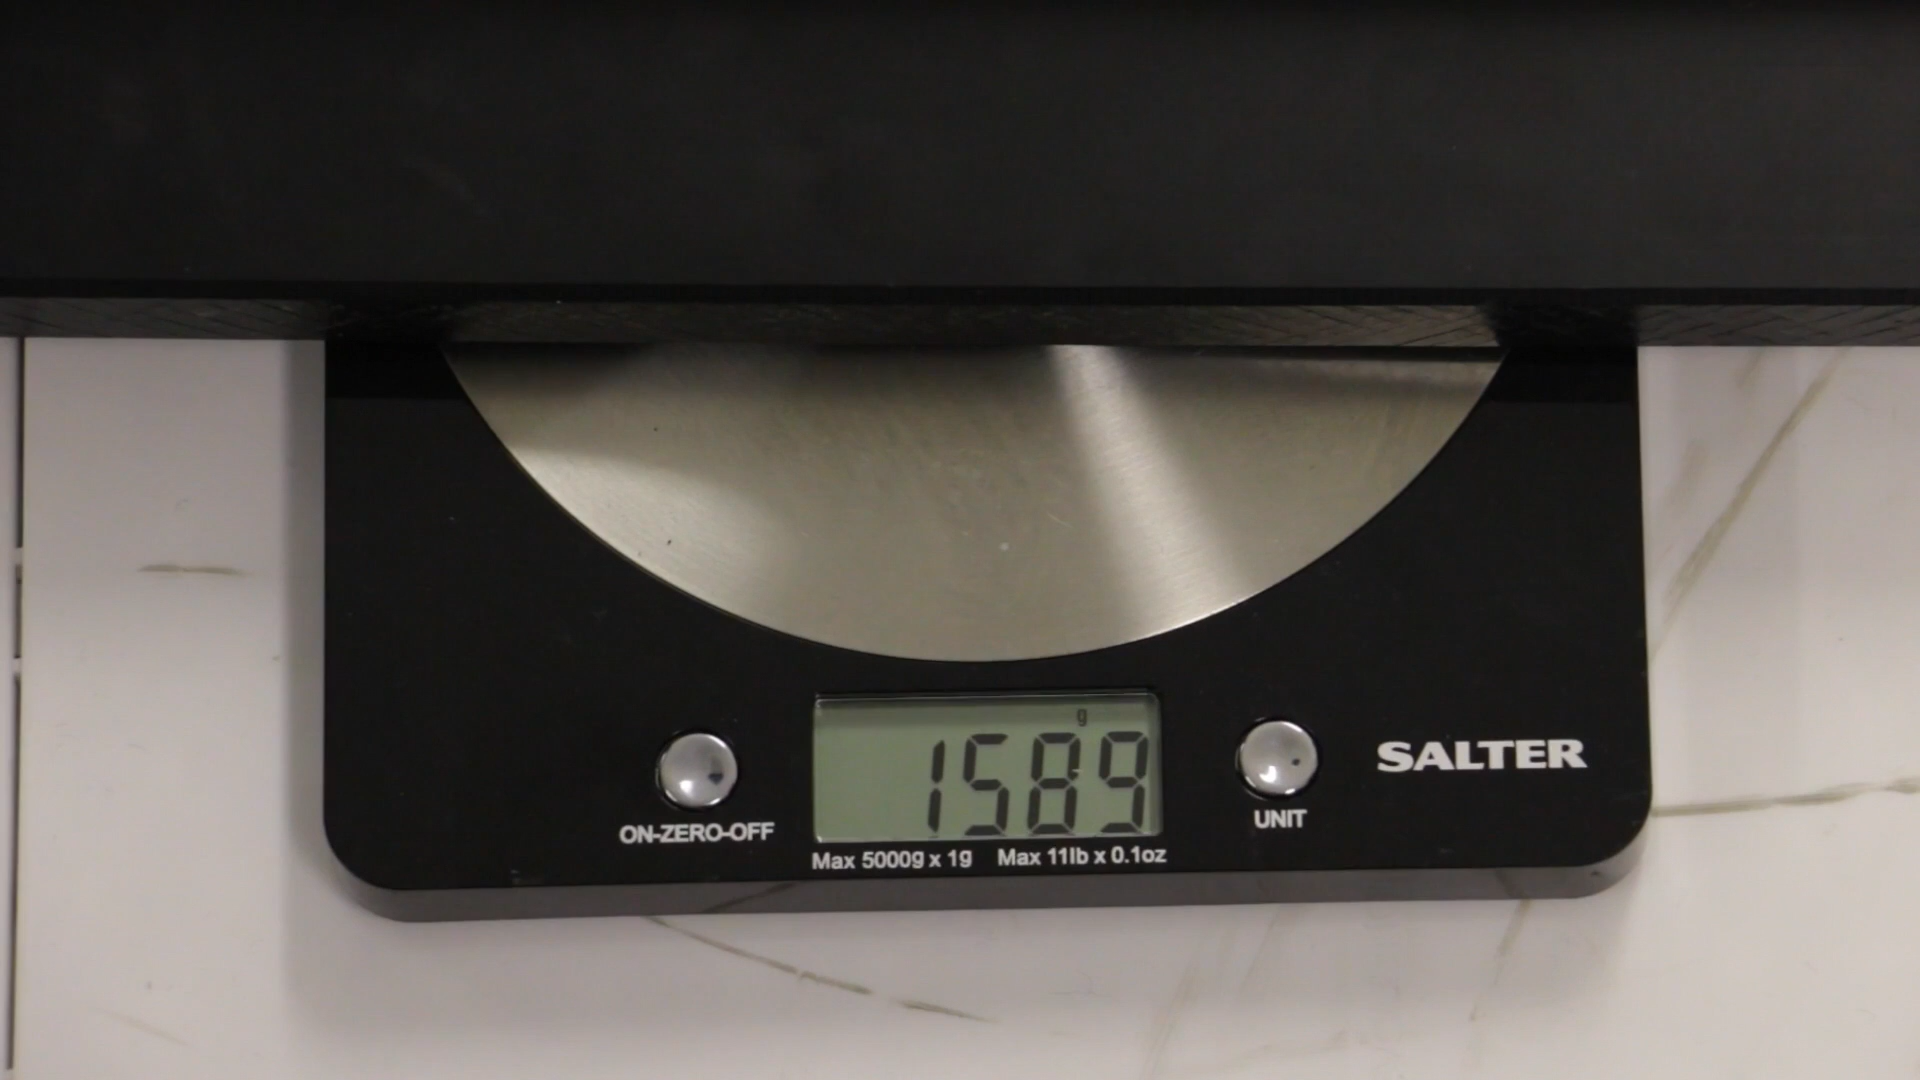 g
1589
SALTER
ON-ZERO-OFF
UNIT
Max 5000g x 1g Max 11lb x 0.1oz